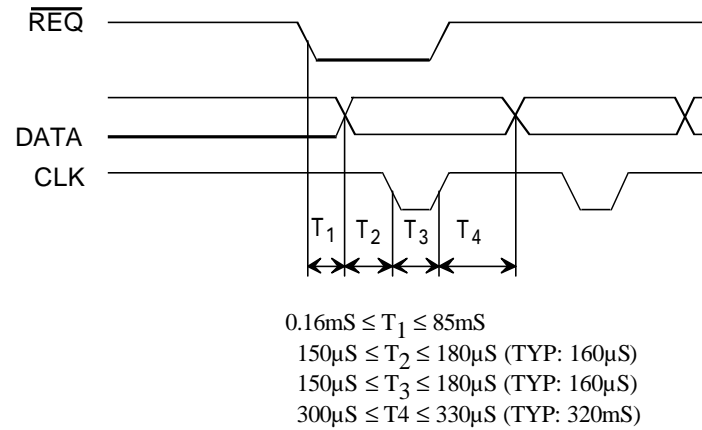 REQ
DATA
CLK
T1 T2 T3 T4
0.16mS ≤ T1 ≤ 85mS
150µS ≤ T2 ≤ 180µS (TYP: 160µS)
150µS ≤ T3 ≤ 180µS (TYP: 160µS)
300µS ≤ T4 ≤ 330µS (TYP: 320mS)